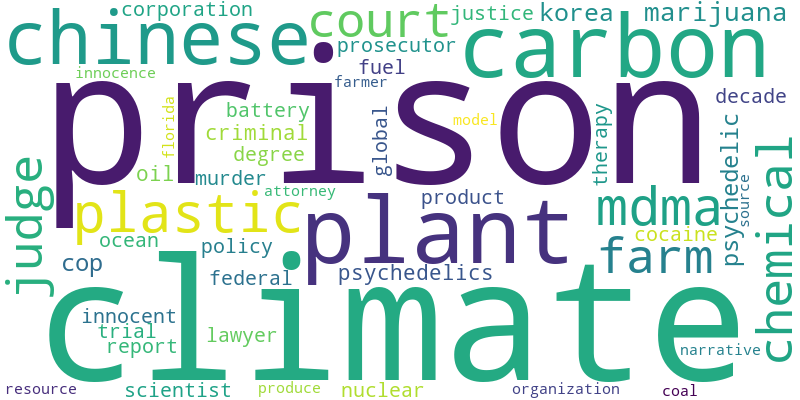 corporation
chinese
court
justice
korea
marijuana
prosecutor
carbon
innocence
fuel
farmer
prison
decade
florida
battery
criminal
degree
global
model
therapy
psychedelic
oil
murder
attorney
product
source
judge
plastic
plant
mdma
cocaine
chemical
ocean
policy
cop
federal
psychedelics
farm
climate
innocent
trial
report
lawyer
narrative
resource
scientist
produce
nuclear
organization
coal